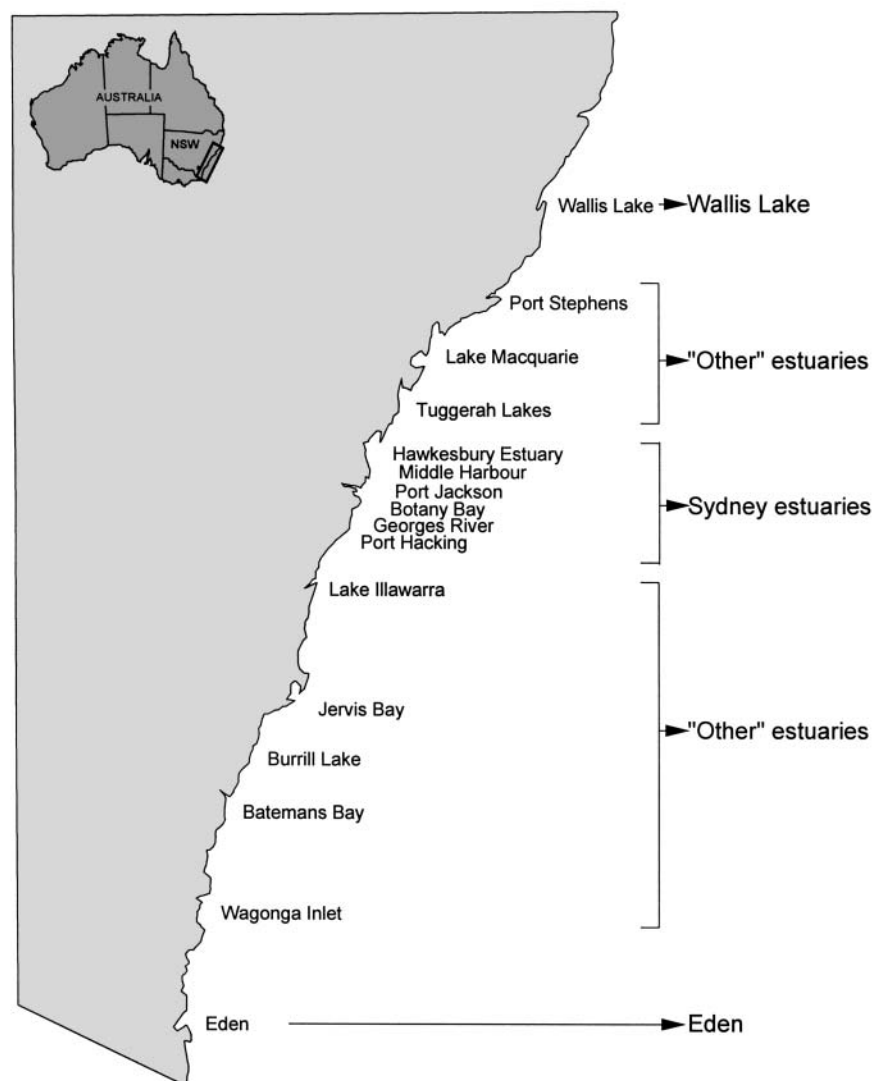 AUSTRALIA
NSW
Wallis Lake
Wallis Lake
Port Stephens
Lake Macquarie
"Other" estuaries
Tuggerah Lakes
Hawkesbury Estuary
Middle Harbour
Port Jackson
Sydney estuaries
Botany Bay
Georges River
Port Hacking
Lake Illawarra
Jervis Bay
"Other" estuaries
Burrill Lake
Batemans Bay
Wagonga Inlet
Eden
Eden